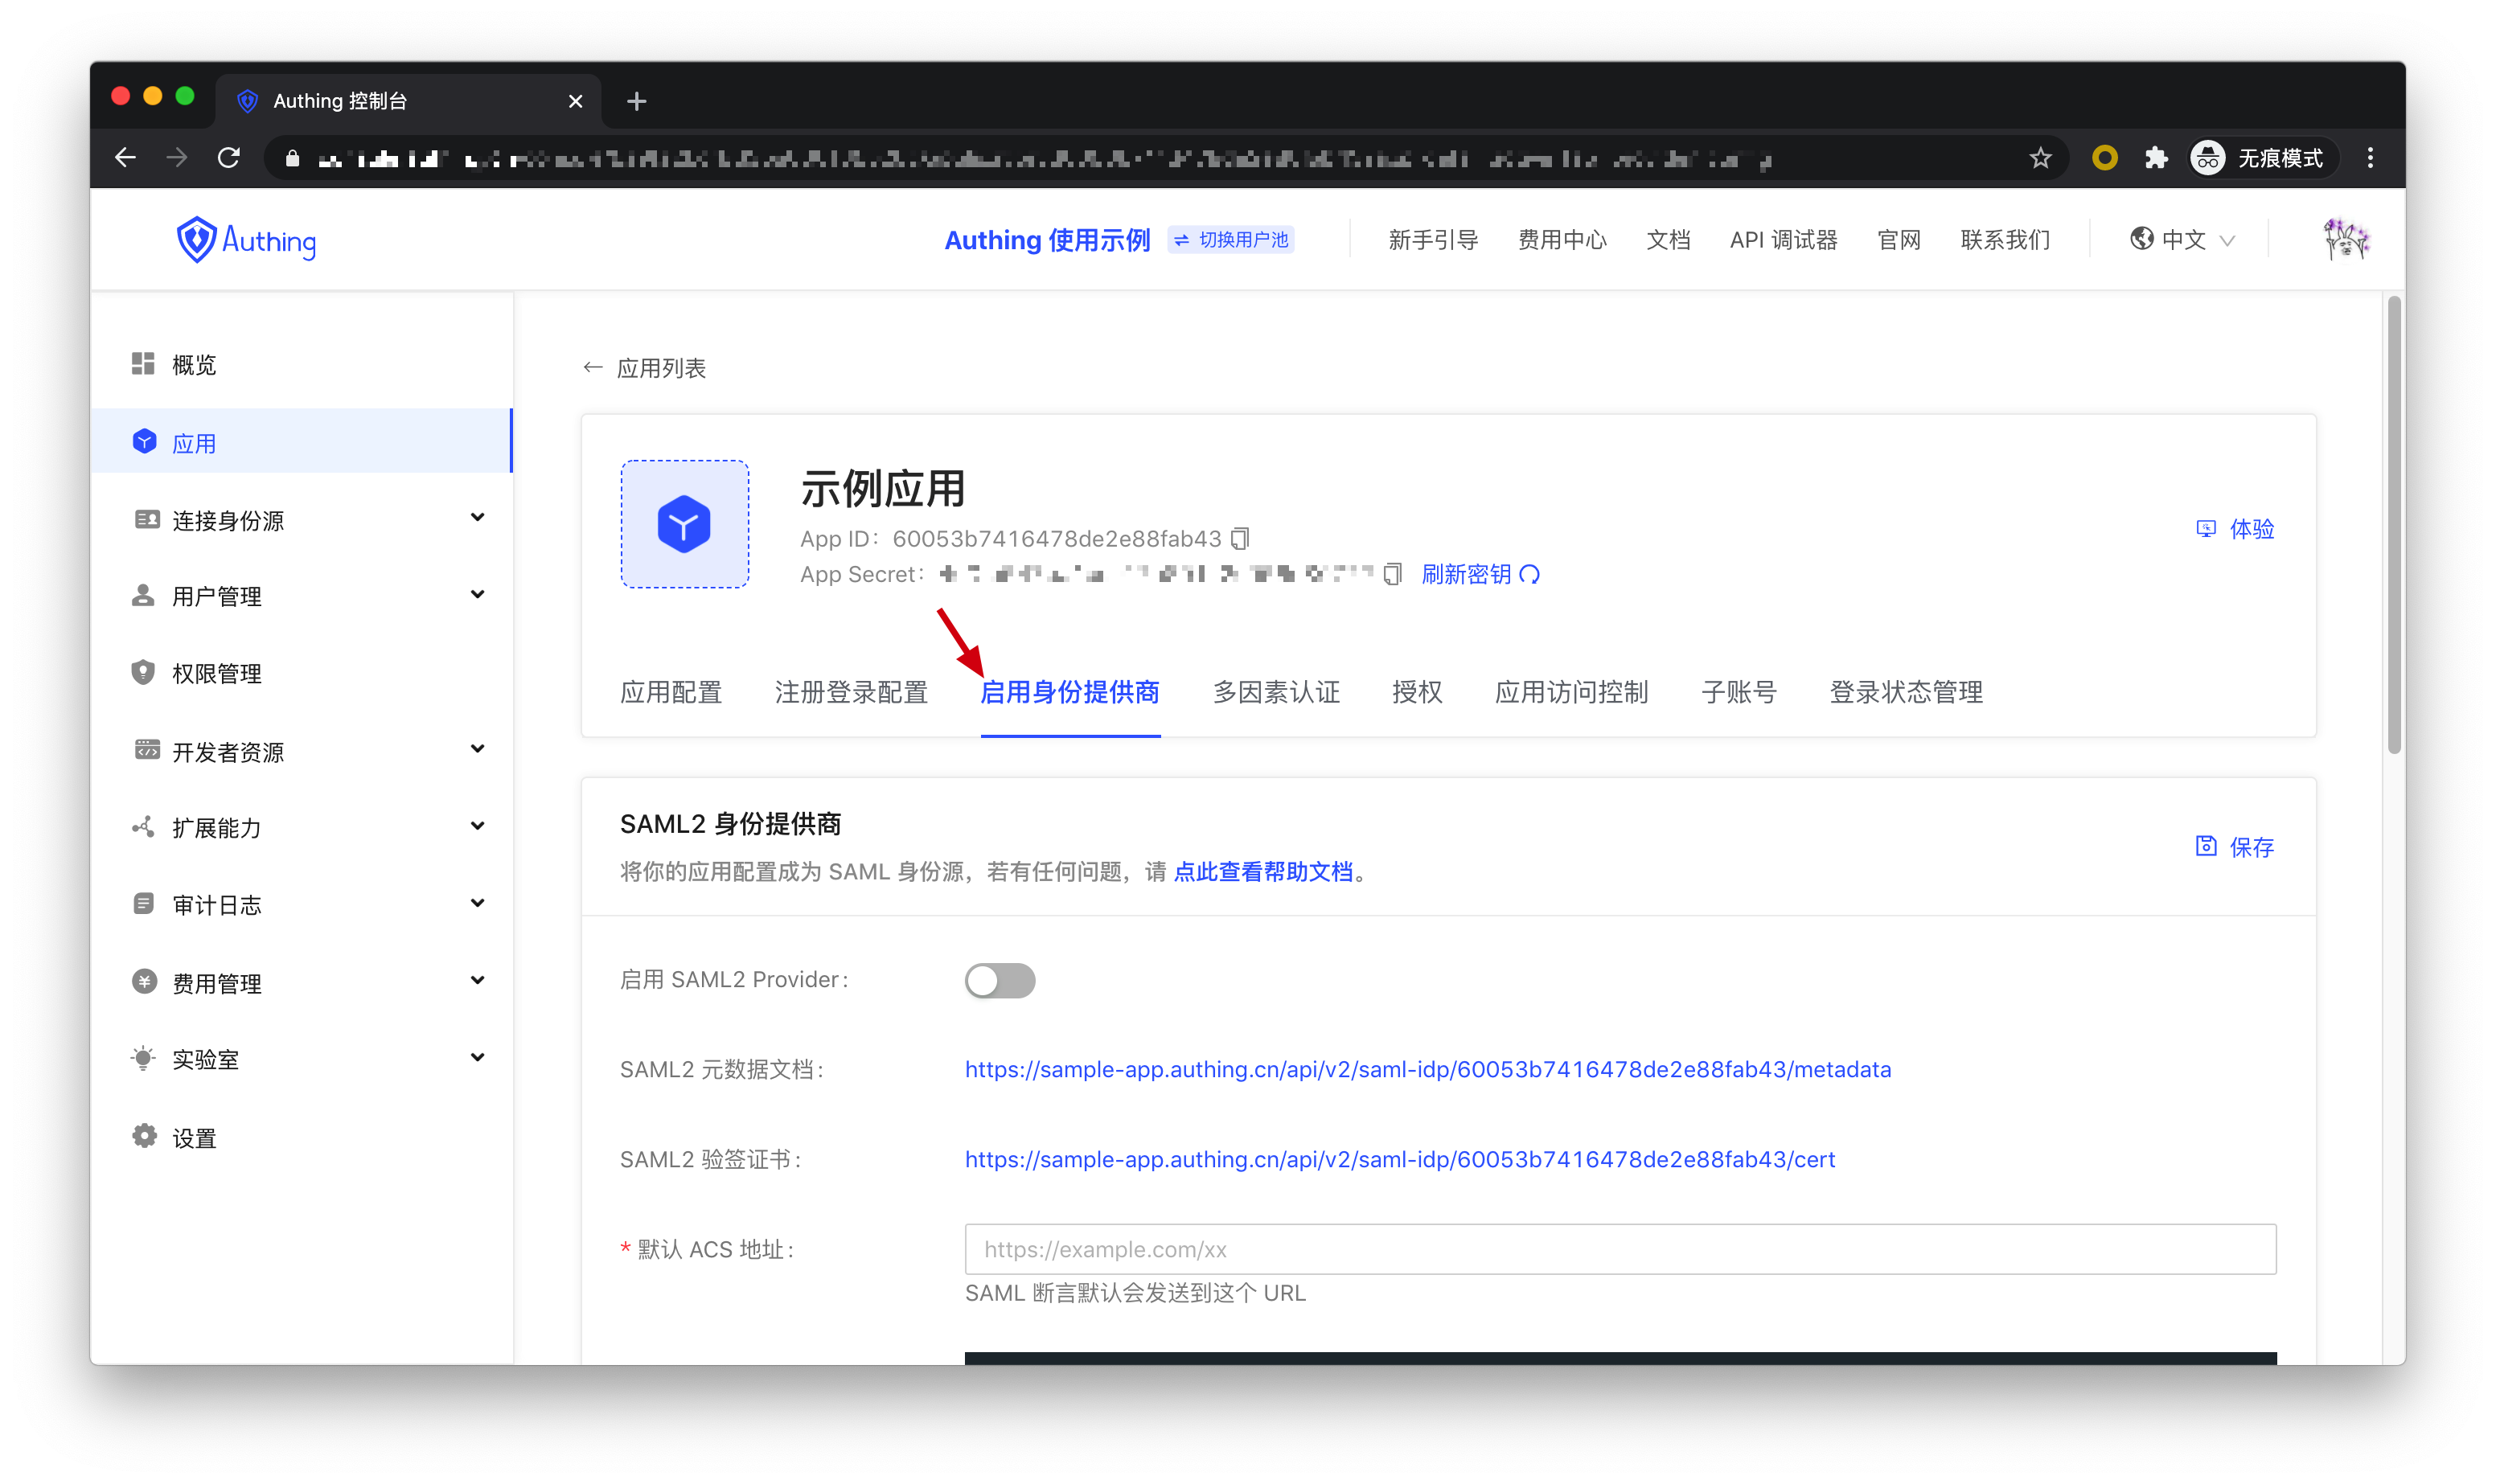 Authing 控制台
无痕模式
Authing
Authing 使用示例
切换用户池
新手引导
费用中心
文档
API 调试器
官网
联系我们
中文
概览
应用
连接身份源
用户管理
权限管理
开发者资源
扩展能力
审计日志
费用管理
实验室
设置
应用列表
示例应用
App ID: 60053b7416478de2e88fab43
App Secret:
刷新密钥
体验
应用配置
注册登录配置
启用身份提供商
多因素认证
授权
应用访问控制
子账号
登录状态管理
SAML2 身份提供商
将你的应用配置成为 SAML 身份源，若有任何问题，请 点此查看帮助文档。
保存
启用 SAML2 Provider:
SAML2 元数据文档:
https://sample-app.authing.cn/api/v2/saml-idp/60053b7416478de2e88fab43/metadata
SAML2 验签证书:
https://sample-app.authing.cn/api/v2/saml-idp/60053b7416478de2e88fab43/cert
* 默认 ACS 地址:
https://example.com/xx
SAML 断言默认会发送到这个 URL